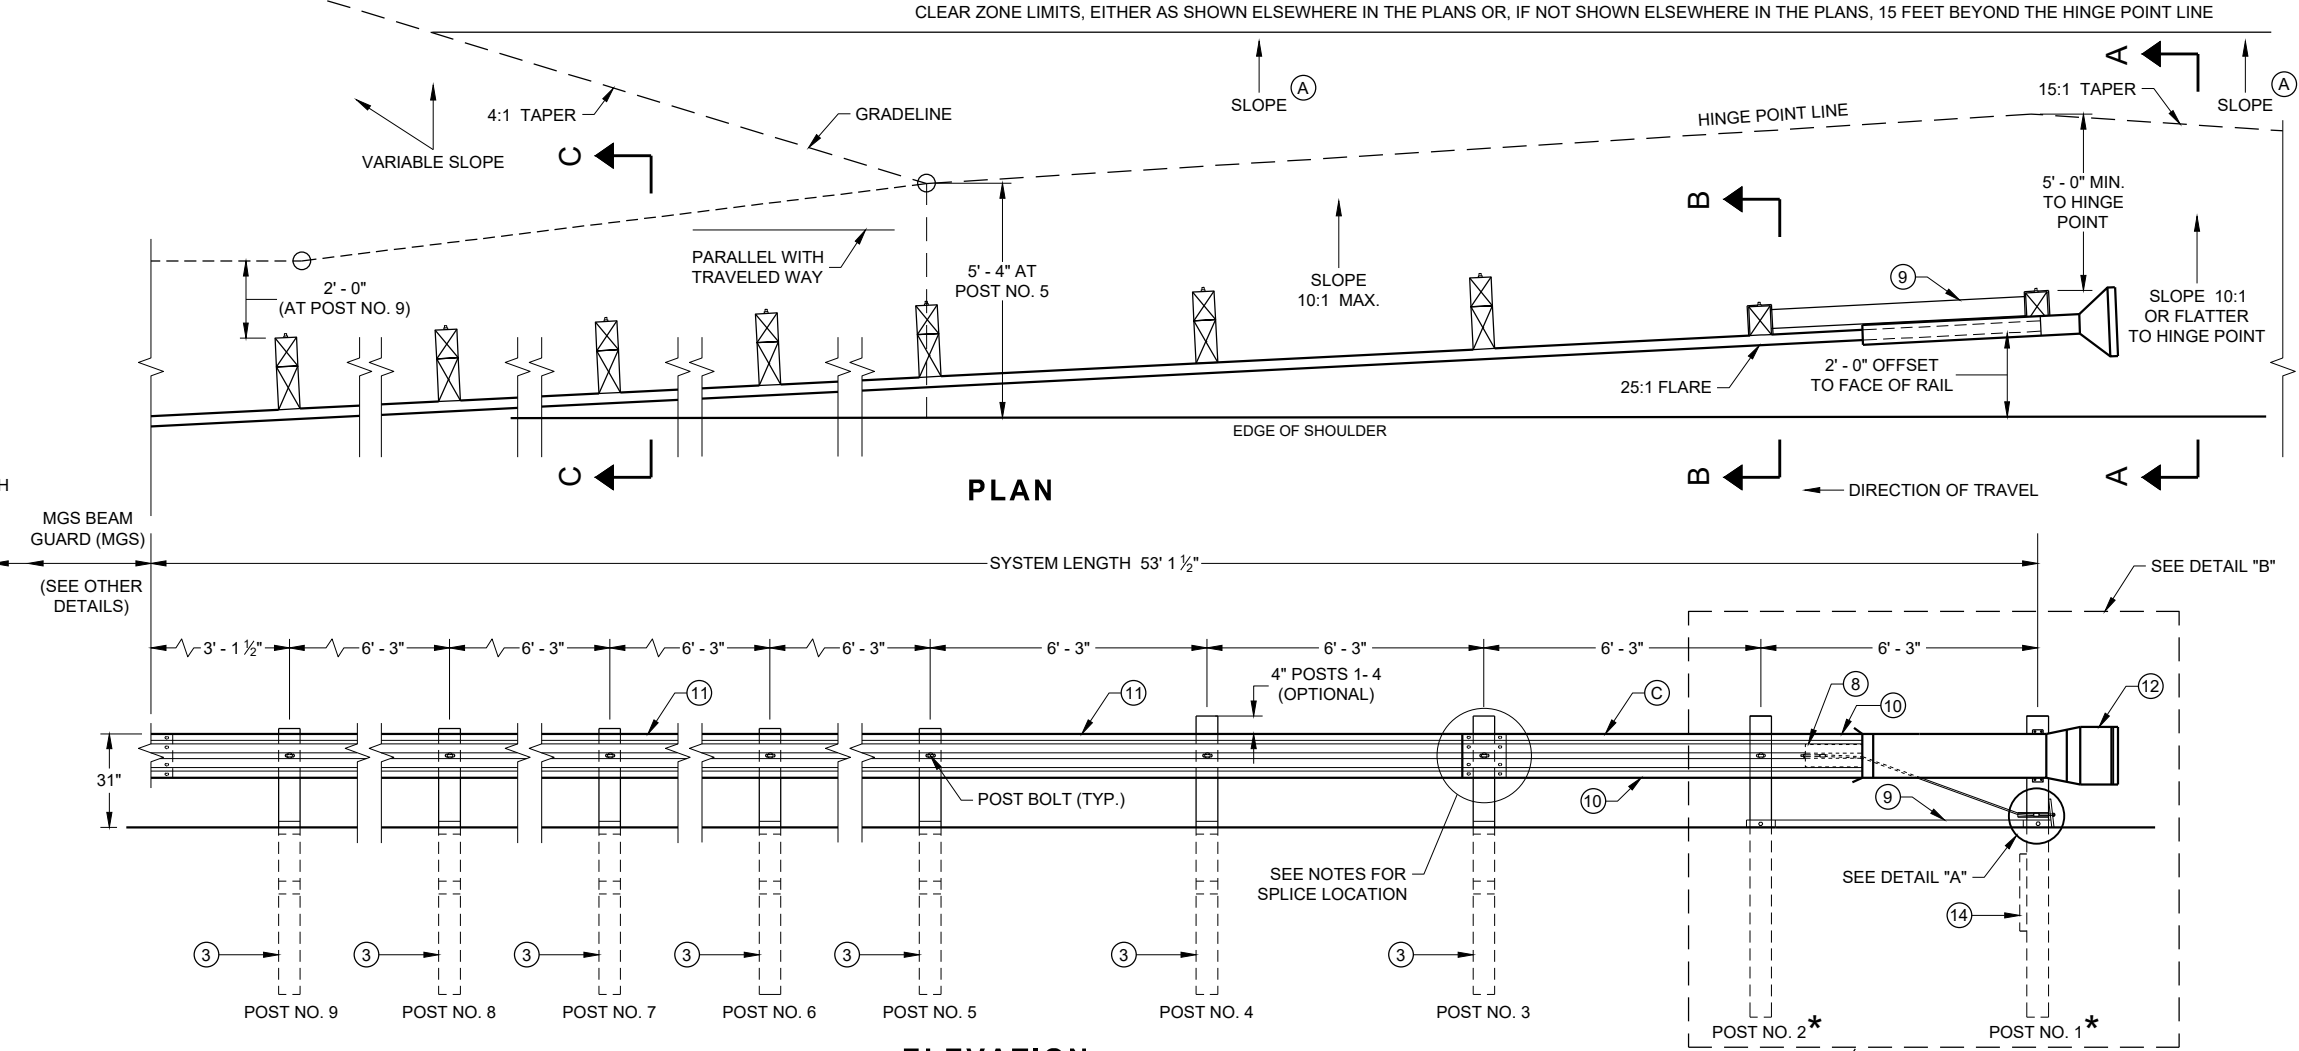 CLEAR ZONE LIMITS, EITHER AS SHOWN ELSEWHERE IN THE PLANS OR, IF NOT SHOWN ELSEWHERE IN THE PLANS, 15 FEET BEYOND THE HINGE POINT LINE
A
A
15:1 TAPER
SLOPE
SLOPE
A
4:1 TAPER
GRADELINE
HINGE POINT LINE
C
VARIABLE SLOPE
B
5' - 0" MIN.
TO HINGE
POINT
PARALLEL WITH
TRAVELED WAY
5' - 4" AT
POST NO. 5
SLOPE
10:1 MAX.
9
2' - 0"
(AT POST NO. 9)
SLOPE 10:1
OR FLATTER
TO HINGE POINT
2' - 0" OFFSET
TO FACE OF RAIL
25:1 FLARE
EDGE OF SHOULDER
C
B
A
H
PLAN
DIRECTION OF TRAVEL
MGS BEAM
GUARD (MGS)
(SEE OTHER
DETAILS)
SYSTEM LENGTH 53' 1 ½"
SEE DETAIL "B"
3' - 1 ½"
6' - 3"
6' - 3"
6' - 3"
6' - 3"
6' - 3"
6' - 3"
6' - 3"
6' - 3"
4" POSTS 1- 4
(OPTIONAL)
11
11
C
8
10
12
31"
POST BOLT (TYP.)
10
9
SEE NOTES FOR
SPLICE LOCATION
SEE DETAIL "A"
14
3
3
3
3
3
3
3
POST NO. 9
POST NO. 8
POST NO. 7
POST NO. 6
POST NO. 5
POST NO. 4
POST NO. 3
POST NO. 2*
POST NO. 1*
ELEVATION